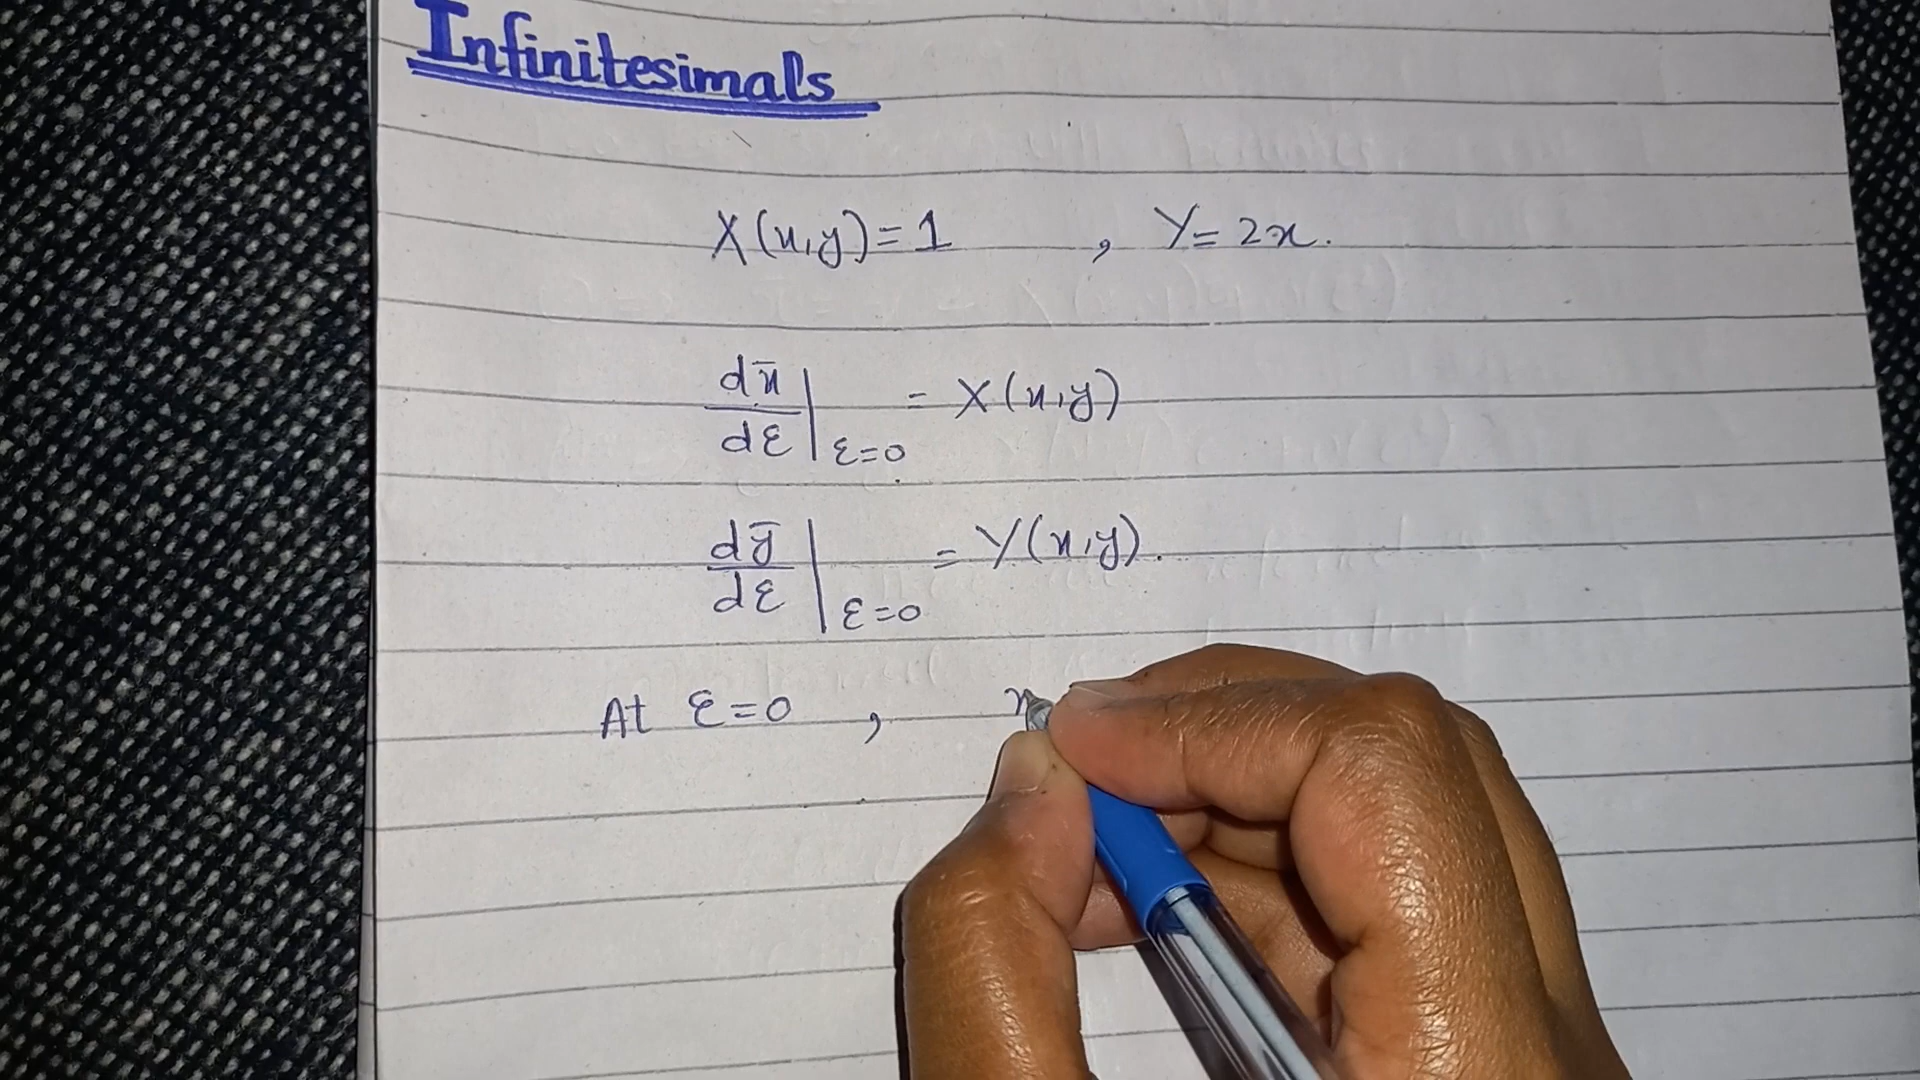 Infinitesimals
X(x,y)=1 , Y=2x.
dx̄/dε |ε=0 = X(x,y)
dȳ/dε |ε=0 = Y(x,y).
At ε=0 , x